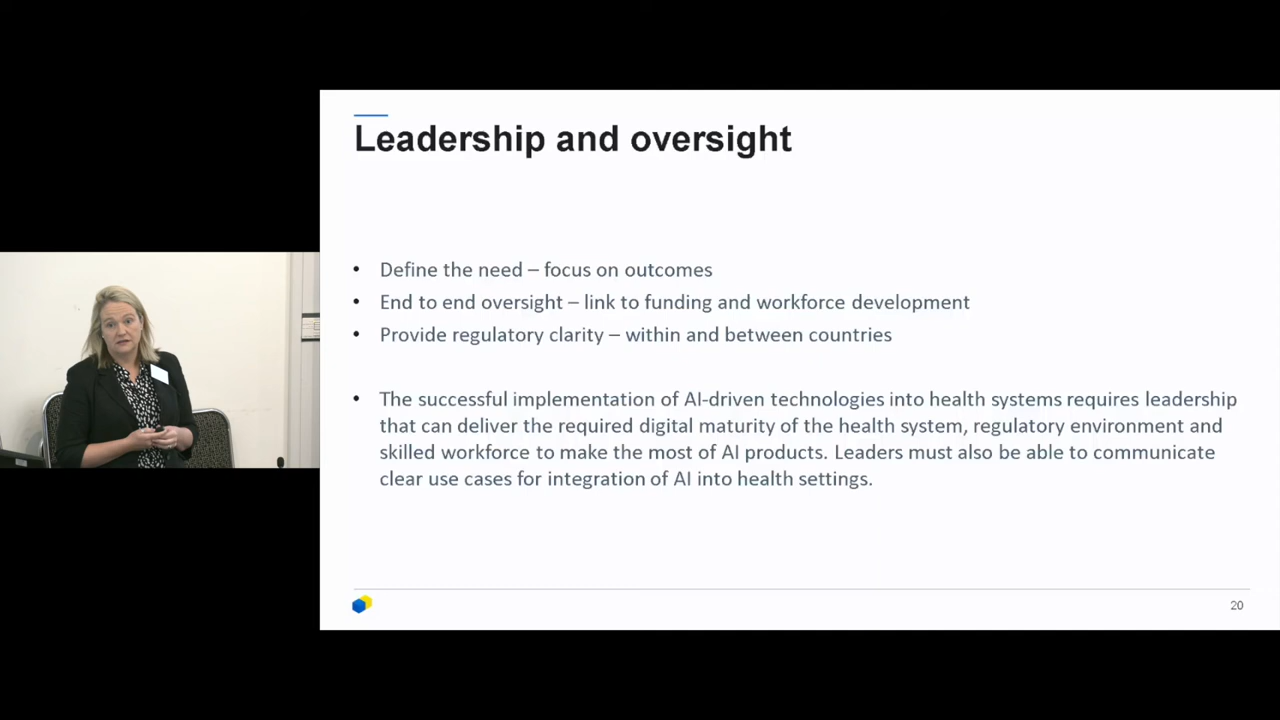 Leadership and oversight
• Define the need – focus on outcomes
• End to end oversight – link to funding and workforce development
• Provide regulatory clarity – within and between countries
• The successful implementation of AI-driven technologies into health systems requires leadership
that can deliver the required digital maturity of the health system, regulatory environment and
skilled workforce to make the most of AI products. Leaders must also be able to communicate
clear use cases for integration of AI into health settings.
20